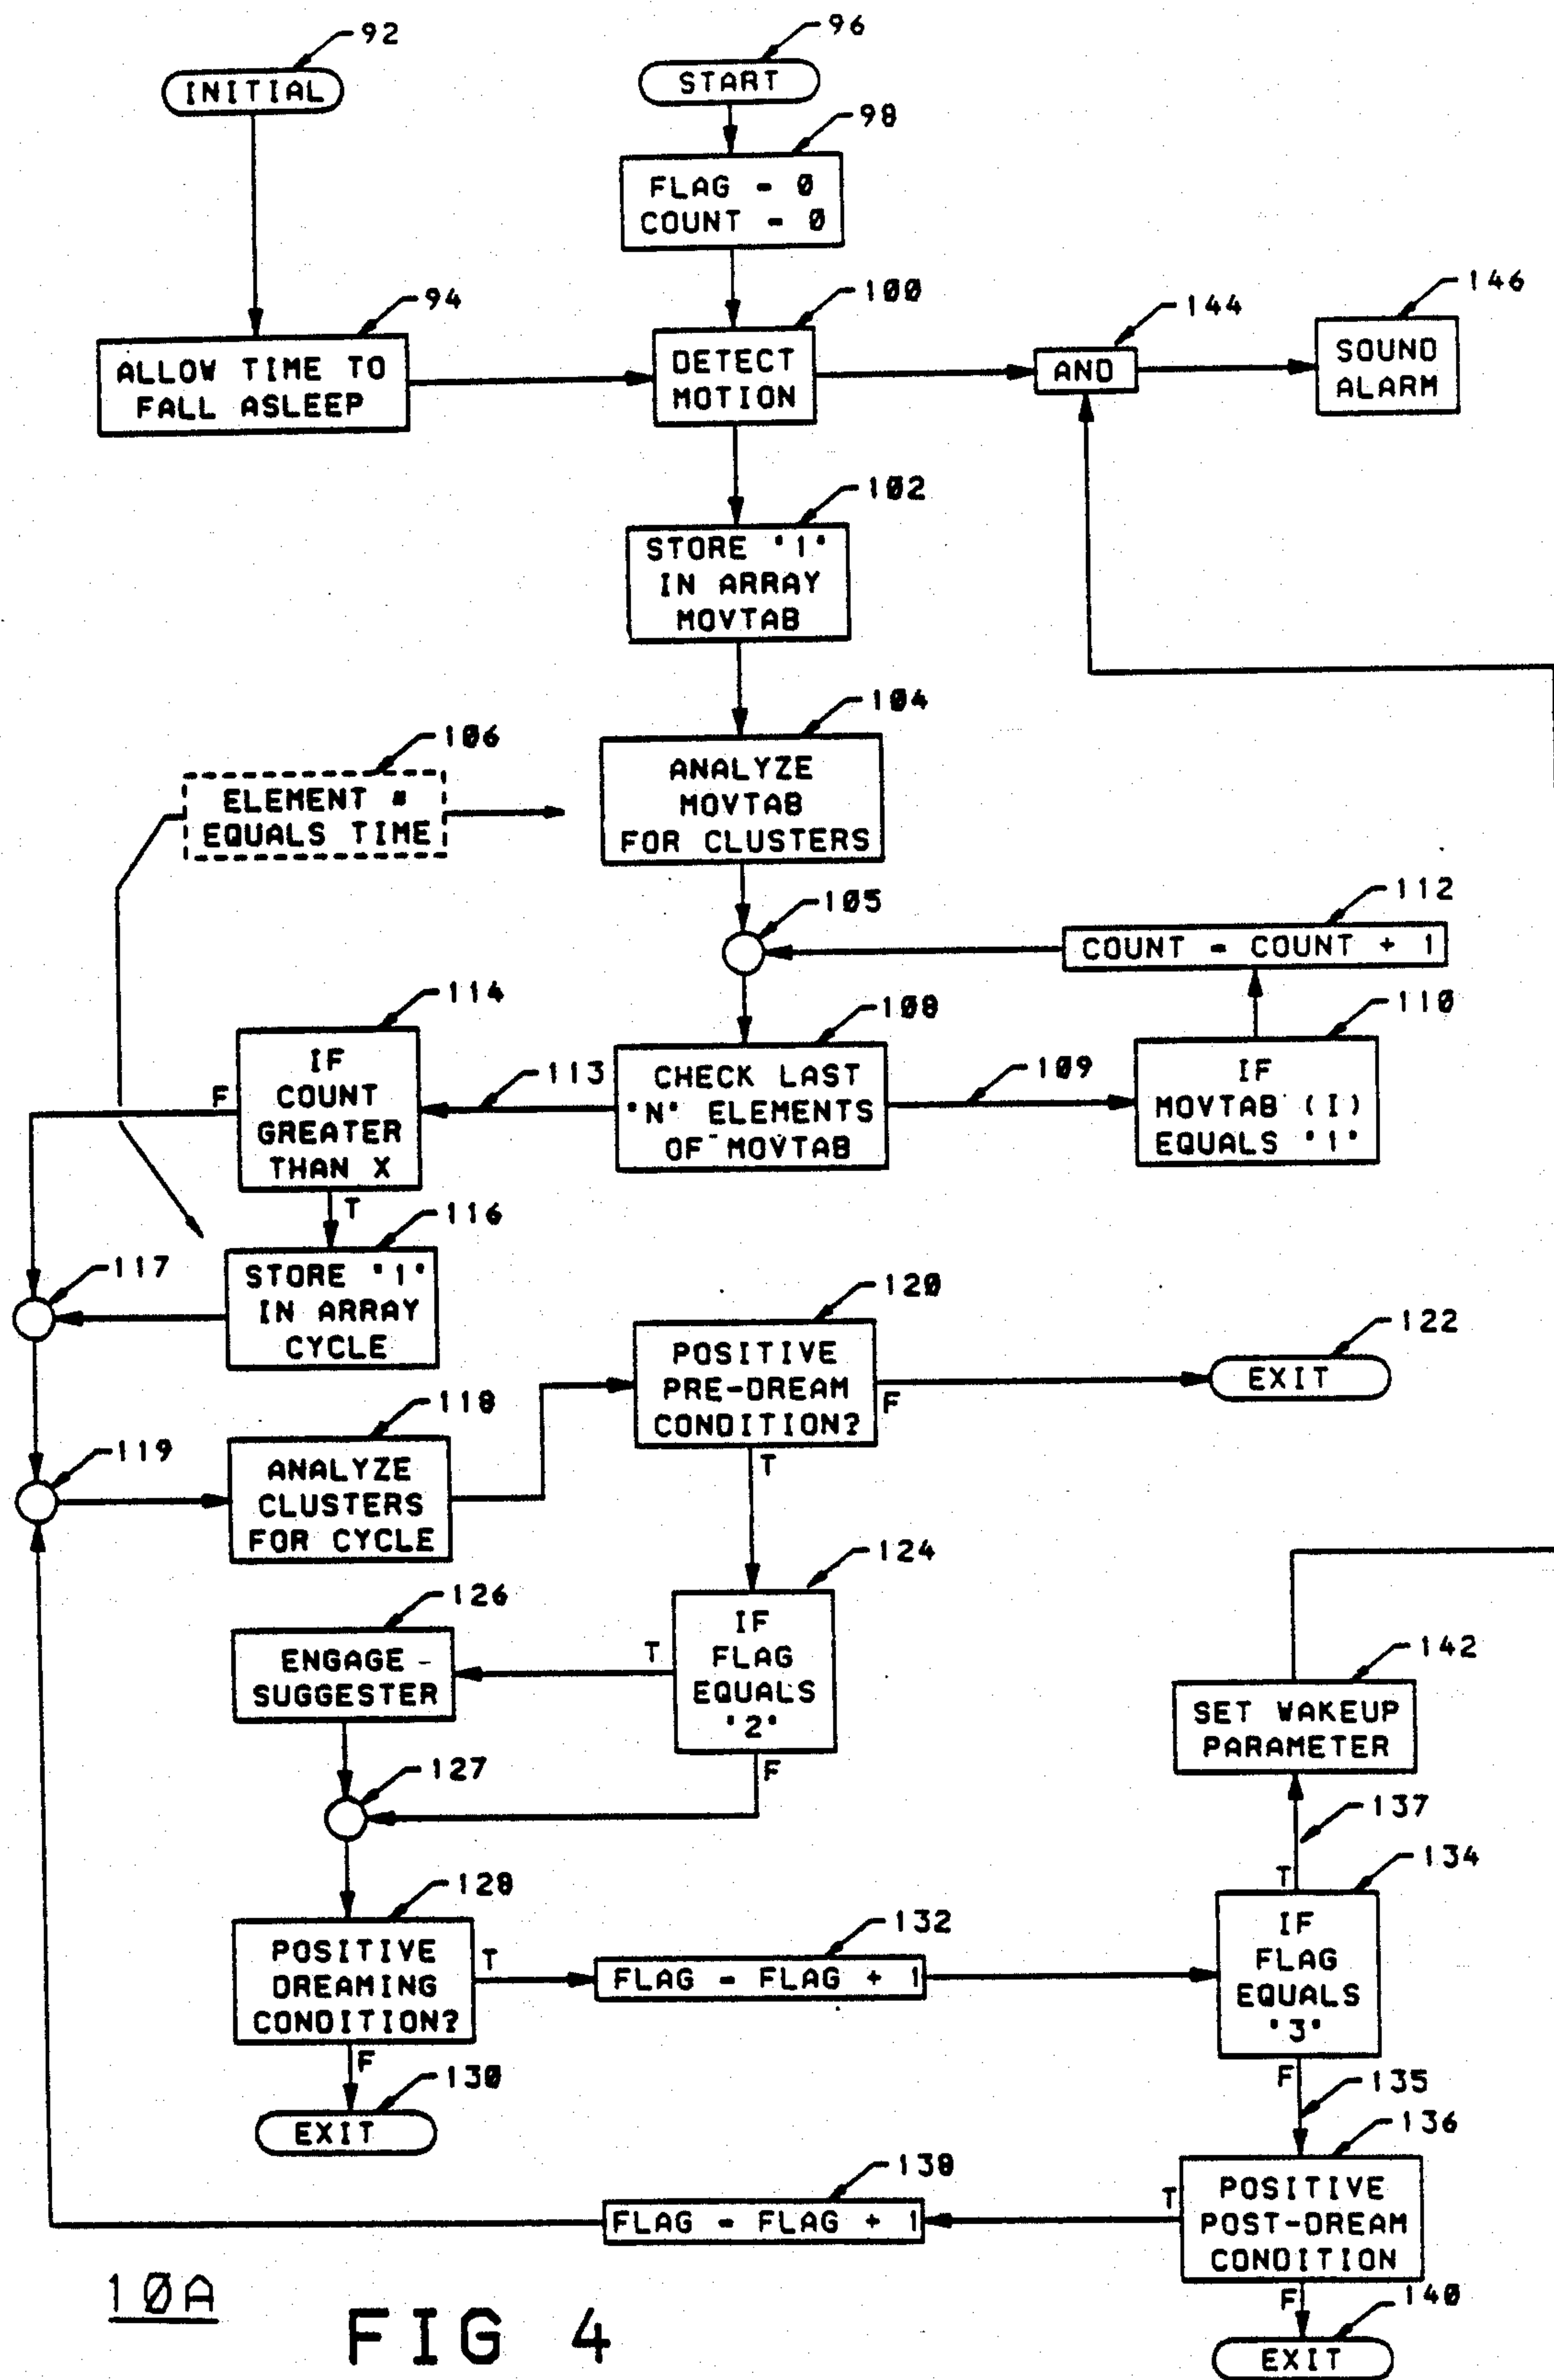 92
INITIAL
96
START
98
FLAG = 0
COUNT = 0
94
ALLOW TIME TO
FALL ASLEEP
100
DETECT
MOTION
144
AND
146
SOUND
ALARM
102
STORE "1"
IN ARRAY
MOVTAB
104
ANALYZE
MOVTAB
FOR CLUSTERS
106
ELEMENT #
EQUALS TIME
105
112
COUNT = COUNT + 1
114
IF
COUNT
GREATER
THAN X
F
T
113
108
CHECK LAST
"N" ELEMENTS
OF MOVTAB
109
110
IF
MOVTAB (I)
EQUALS "1"
117
116
STORE "1"
IN ARRAY
CYCLE
120
POSITIVE
PRE-DREAM
CONDITION?
F
T
122
EXIT
119
118
ANALYZE
CLUSTERS
FOR CYCLE
124
IF
FLAG
EQUALS
"2"
T
F
126
ENGAGE
SUGGESTER
127
142
SET WAKEUP
PARAMETER
137
128
POSITIVE
DREAMING
CONDITION?
T
F
132
FLAG = FLAG + 1
134
T
IF
FLAG
EQUALS
"3"
F
135
130
EXIT
136
POSITIVE
POST-DREAM
CONDITION
T
F
138
FLAG = FLAG + 1
140
EXIT
10A
FIG 4